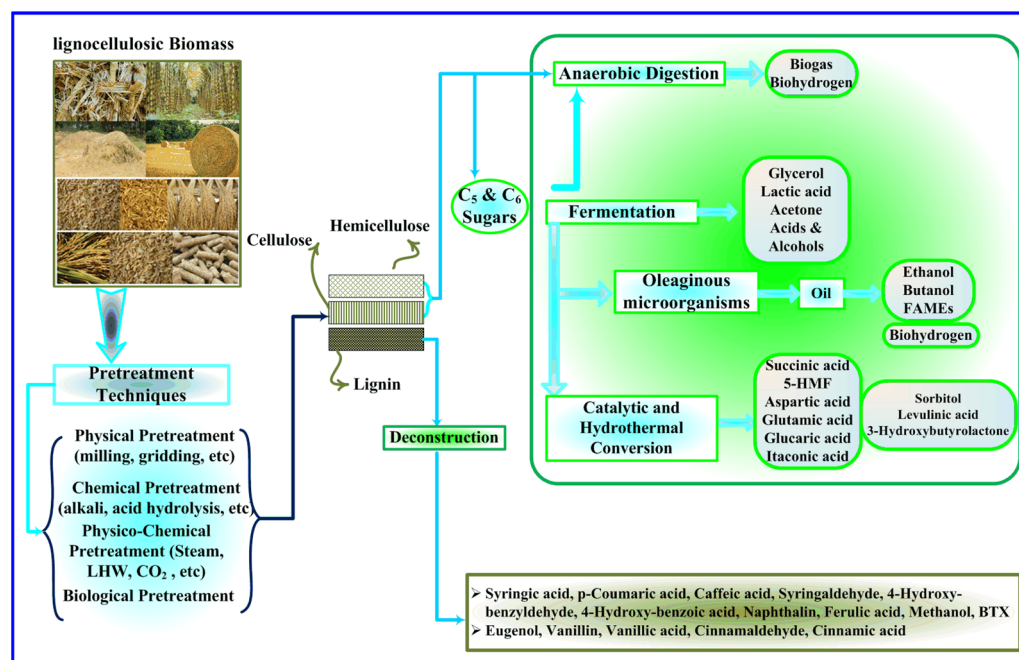 lignocellulosic Biomass
Pretreatment
Techniques
Physical Pretreatment
(milling, gridding, etc)
Chemical Pretreatment
(alkali, acid hydrolysis, etc)
Physico-Chemical
Pretreatment (Steam,
LHW, CO₂ , etc)
Biological Pretreatment
Cellulose
Hemicellulose
Lignin
C₅ & C₆
Sugars
Deconstruction
Anaerobic Digestion
Biogas
Biohydrogen
Fermentation
Glycerol
Lactic acid
Acetone
Acids &
Alcohols
Oleaginous
microorganisms
Oil
Ethanol
Butanol
FAMEs
Biohydrogen
Catalytic and
Hydrothermal
Conversion
Succinic acid
5-HMF
Aspartic acid
Glutamic acid
Glucaric acid
Itaconic acid
Sorbitol
Levulinic acid
3-Hydroxybutyrolactone
➢ Syringic acid, p-Coumaric acid, Caffeic acid, Syringaldehyde, 4-Hydroxy-
benzyldehyde, 4-Hydroxy-benzoic acid, Naphthalin, Ferulic acid, Methanol, BTX
➢ Eugenol, Vanillin, Vanillic acid, Cinnamaldehyde, Cinnamic acid